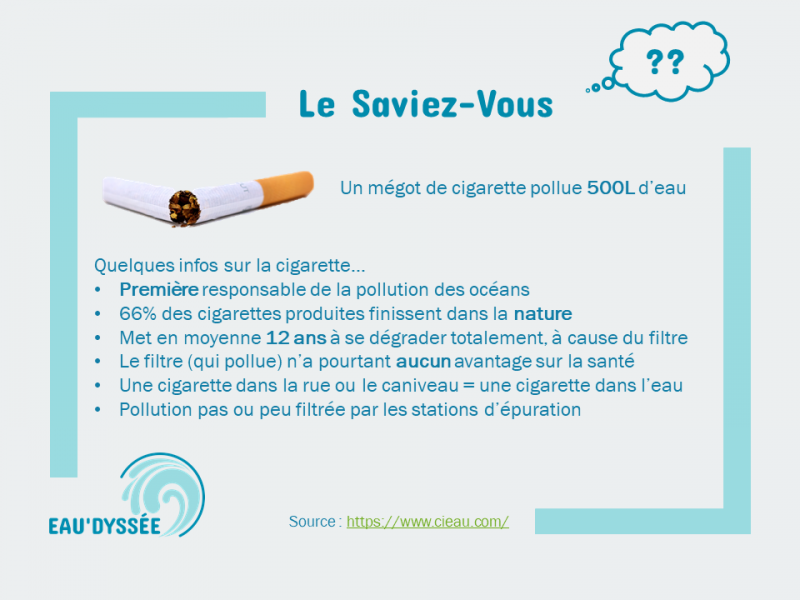 ??
Le Saviez-Vous
Un mégot de cigarette pollue 500L d'eau
Quelques infos sur la cigarette...
• Première responsable de la pollution des océans
• 66% des cigarettes produites finissent dans la nature
• Met en moyenne 12 ans à se dégrader totalement, à cause du filtre
• Le filtre (qui pollue) n'a pourtant aucun avantage sur la santé
• Une cigarette dans la rue ou le caniveau = une cigarette dans l'eau
• Pollution pas ou peu filtrée par les stations d'épuration
EAU'DYSSÉE
Source : https://www.cieau.com/